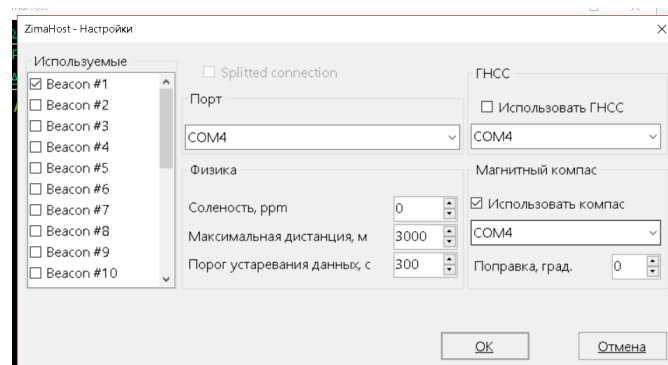 ZimaHost - Настройки
Используемые
Beacon #1
Beacon #2
Beacon #3
Beacon #4
Beacon #5
Beacon #6
Beacon #7
Beacon #8
Beacon #9
Beacon #10
Splitted connection
Порт
COM4
Физика
Соленость, ppm 0
Максимальная дистанция, м 3000
Порог устаревания данных, с 300
ГНСС
Использовать ГНСС
COM4
Магнитный компас
Использовать компас
COM4
Поправка, град. 0
OK Отмена